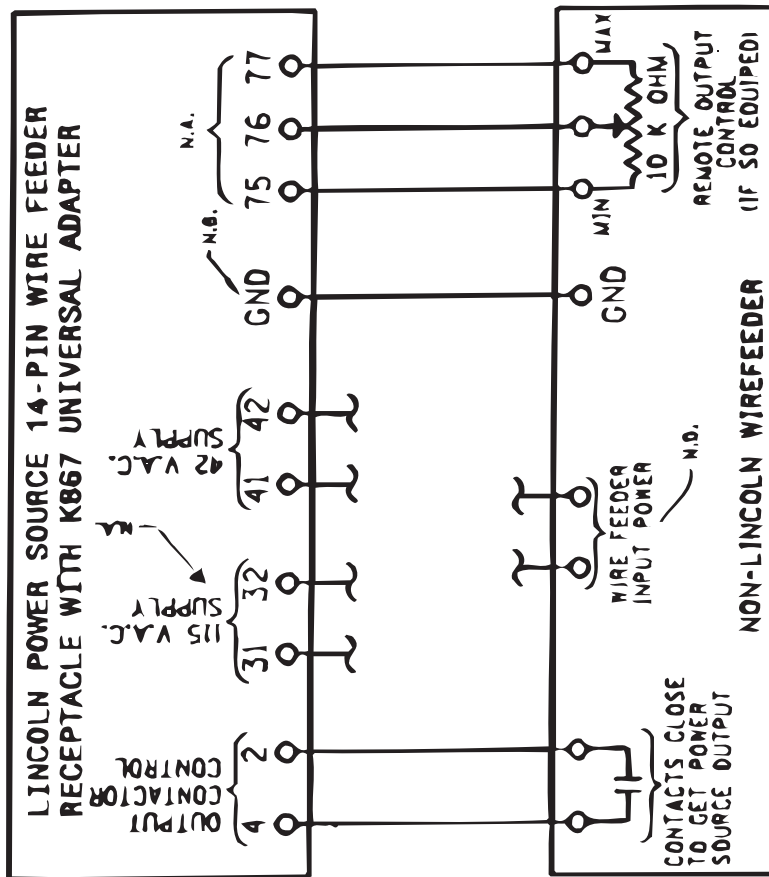 LINCOLN POWER SOURCE 14-PIN WIRE FEEDER
RECEPTACLE WITH K867 UNIVERSAL ADAPTER
OUTPUT
CONTACTOR
CONTROL
4
2
115 V.A.C.
SUPPLY
31
32
N.A.
42 V.A.C.
SUPPLY
41
42
GND
N.B.
75
76
77
N.A.
CONTACTS CLOSE
TO GET POWER
SOURCE OUTPUT
WIRE FEEDER
INPUT POWER
N.D.
GND
MIN
MAX
10 K OHM
REMOTE OUTPUT
CONTROL
(IF SO EQUIPED)
NON-LINCOLN WIREFEEDER